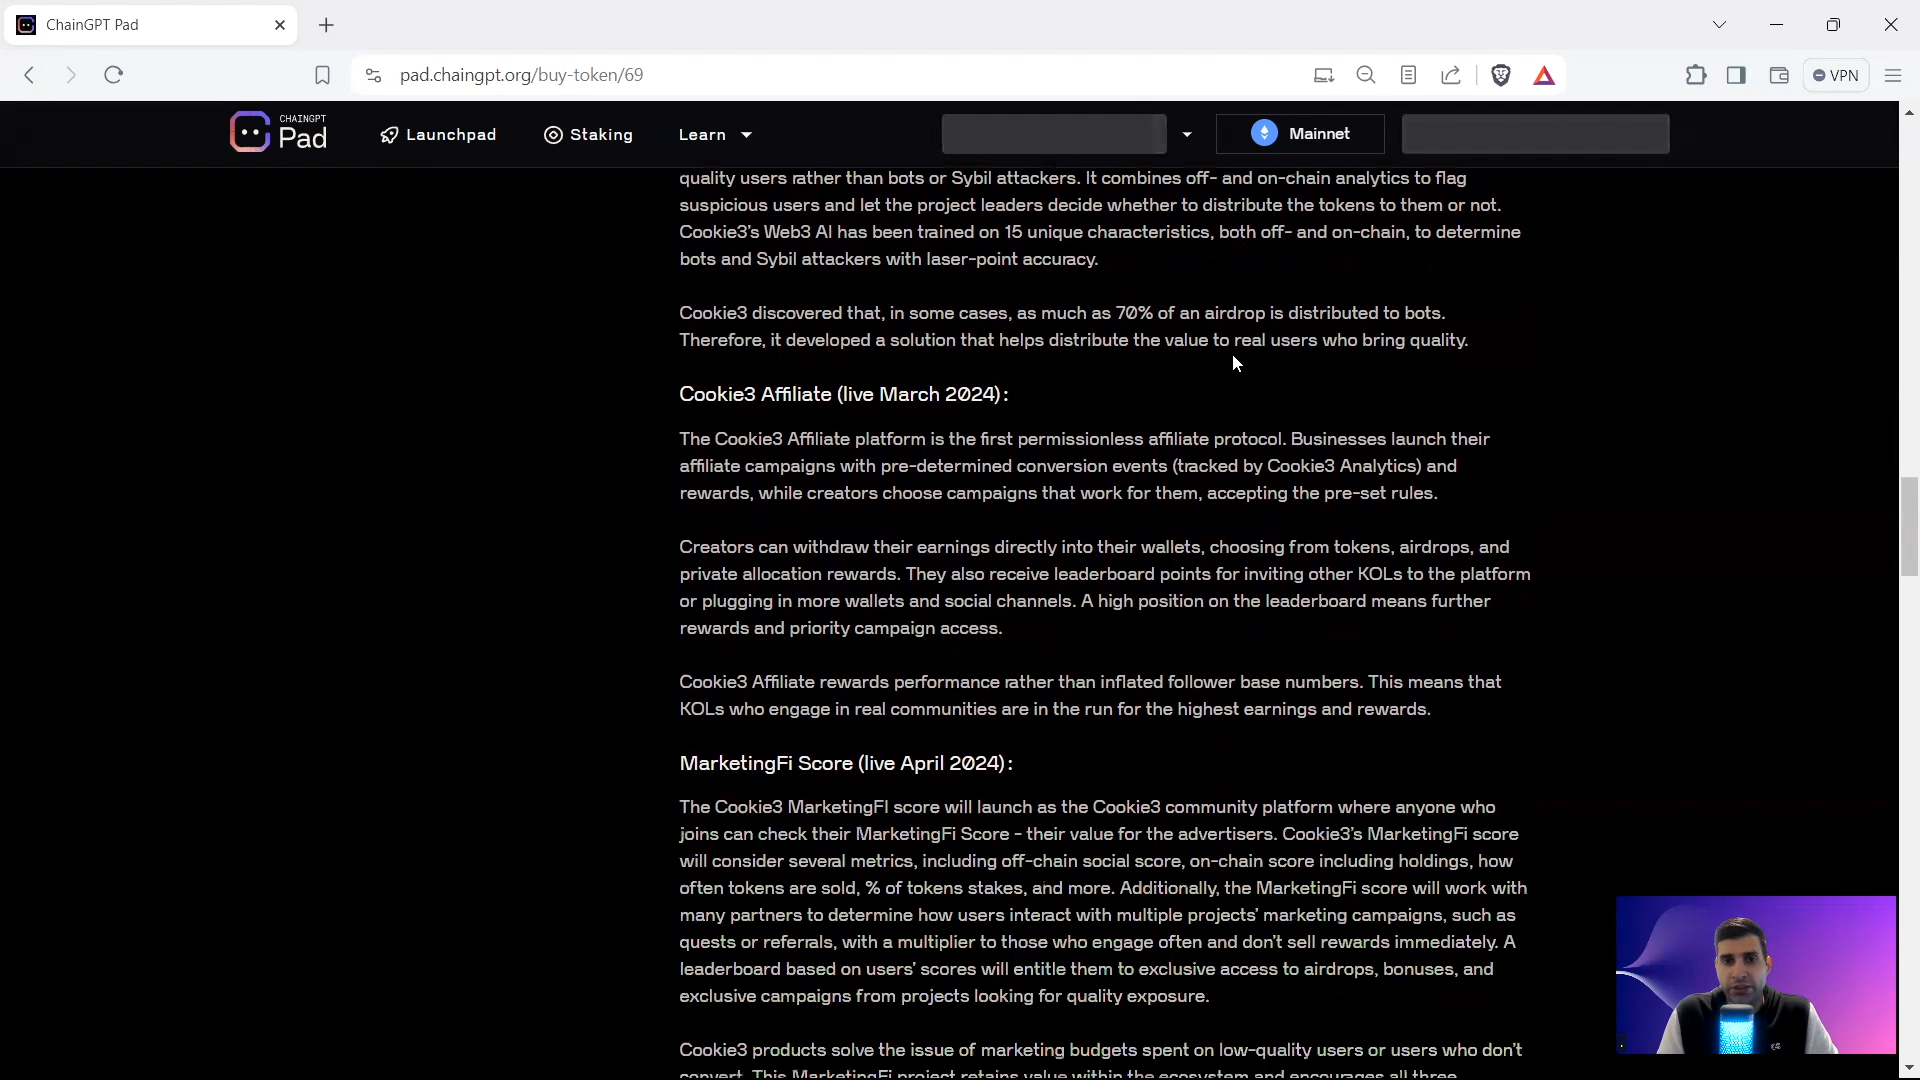 ChainGPT Pad
pad.chaingpt.org/buy-token/69
VPN
CHAINGPT
Pad
Launchpad
Staking
Learn
Mainnet
quality users rather than bots or Sybil attackers. It combines off- and on-chain analytics to flag
suspicious users and let the project leaders decide whether to distribute the tokens to them or not.
Cookie3's Web3 AI has been trained on 15 unique characteristics, both off- and on-chain, to determine
bots and Sybil attackers with laser-point accuracy.
Cookie3 discovered that, in some cases, as much as 70% of an airdrop is distributed to bots.
Therefore, it developed a solution that helps distribute the value to real users who bring quality.
Cookie3 Affiliate (live March 2024):
The Cookie3 Affiliate platform is the first permissionless affiliate protocol. Businesses launch their
affiliate campaigns with pre-determined conversion events (tracked by Cookie3 Analytics) and
rewards, while creators choose campaigns that work for them, accepting the pre-set rules.
Creators can withdraw their earnings directly into their wallets, choosing from tokens, airdrops, and
private allocation rewards. They also receive leaderboard points for inviting other KOLs to the platform
or plugging in more wallets and social channels. A high position on the leaderboard means further
rewards and priority campaign access.
Cookie3 Affiliate rewards performance rather than inflated follower base numbers. This means that
KOLs who engage in real communities are in the run for the highest earnings and rewards.
MarketingFi Score (live April 2024):
The Cookie3 MarketingFI score will launch as the Cookie3 community platform where anyone who
joins can check their MarketingFi Score - their value for the advertisers. Cookie3's MarketingFi score
will consider several metrics, including off-chain social score, on-chain score including holdings, how
often tokens are sold, % of tokens stakes, and more. Additionally, the MarketingFi score will work with
many partners to determine how users interact with multiple projects' marketing campaigns, such as
quests or referrals, with a multiplier to those who engage often and don't sell rewards immediately. A
leaderboard based on users' scores will entitle them to exclusive access to airdrops, bonuses, and
exclusive campaigns from projects looking for quality exposure.
Cookie3 products solve the issue of marketing budgets spent on low-quality users or users who don't
convert. This MarketingFi project retains value within the ecosystem and encourages all three